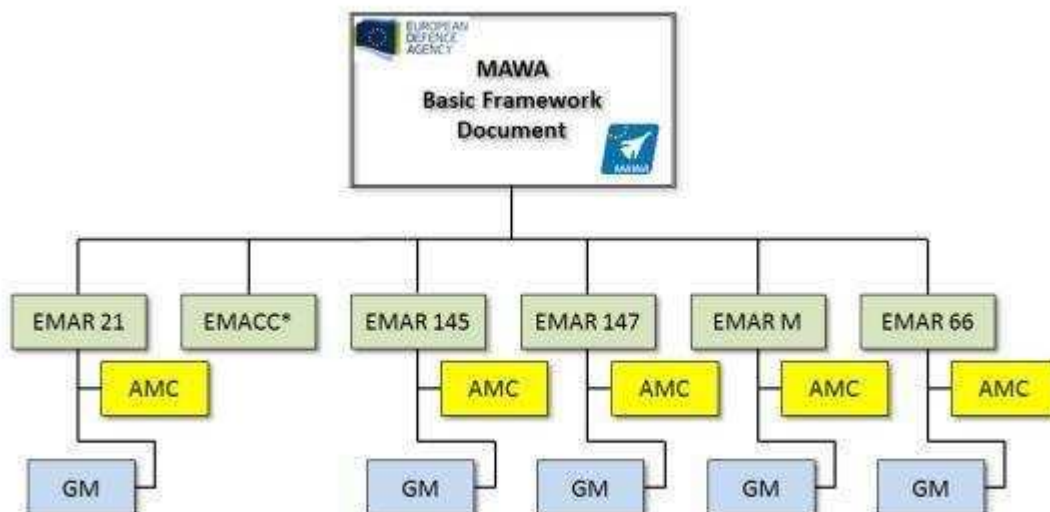 EUROPEAN
DEFENCE
AGENCY
MAWA
Basic Framework
Document
MAWA
EMAR 21
EMACC*
EMAR 145
EMAR 147
EMAR M
EMAR 66
AMC
AMC
AMC
AMC
AMC
GM
GM
GM
GM
GM